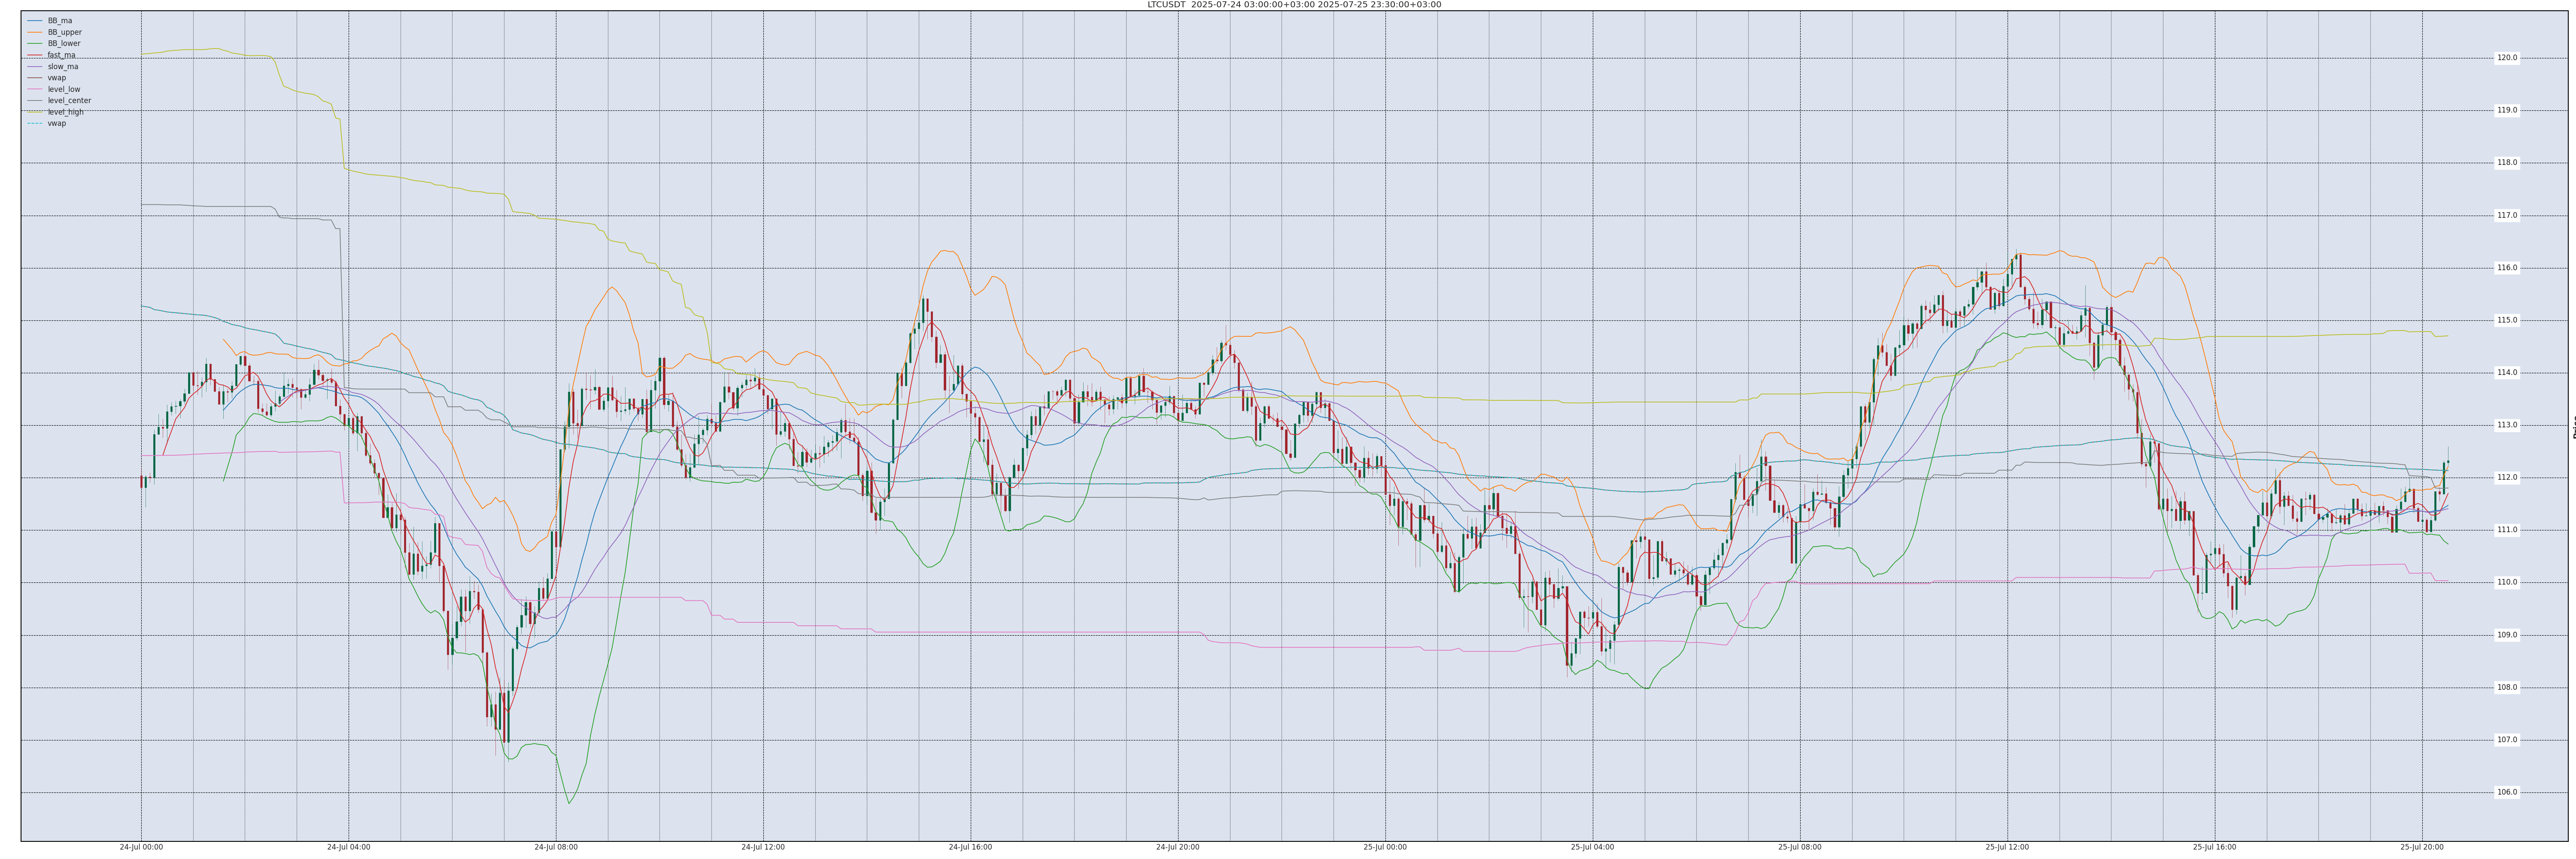 LTCUSDT 2025-07-24 03:00:00+03:00 2025-07-25 23:30:00+03:00
BB_ma
BB_upper
BB_lower
fast_ma
slow_ma
vwap
level_low
level_center
level_high
vwap
120.0
119.0
118.0
117.0
116.0
115.0
114.0
113.0
112.0
111.0
110.0
109.0
108.0
107.0
106.0
Price
24-Jul 00:00
24-Jul 04:00
24-Jul 08:00
24-Jul 12:00
24-Jul 16:00
24-Jul 20:00
25-Jul 00:00
25-Jul 04:00
25-Jul 08:00
25-Jul 12:00
25-Jul 16:00
25-Jul 20:00